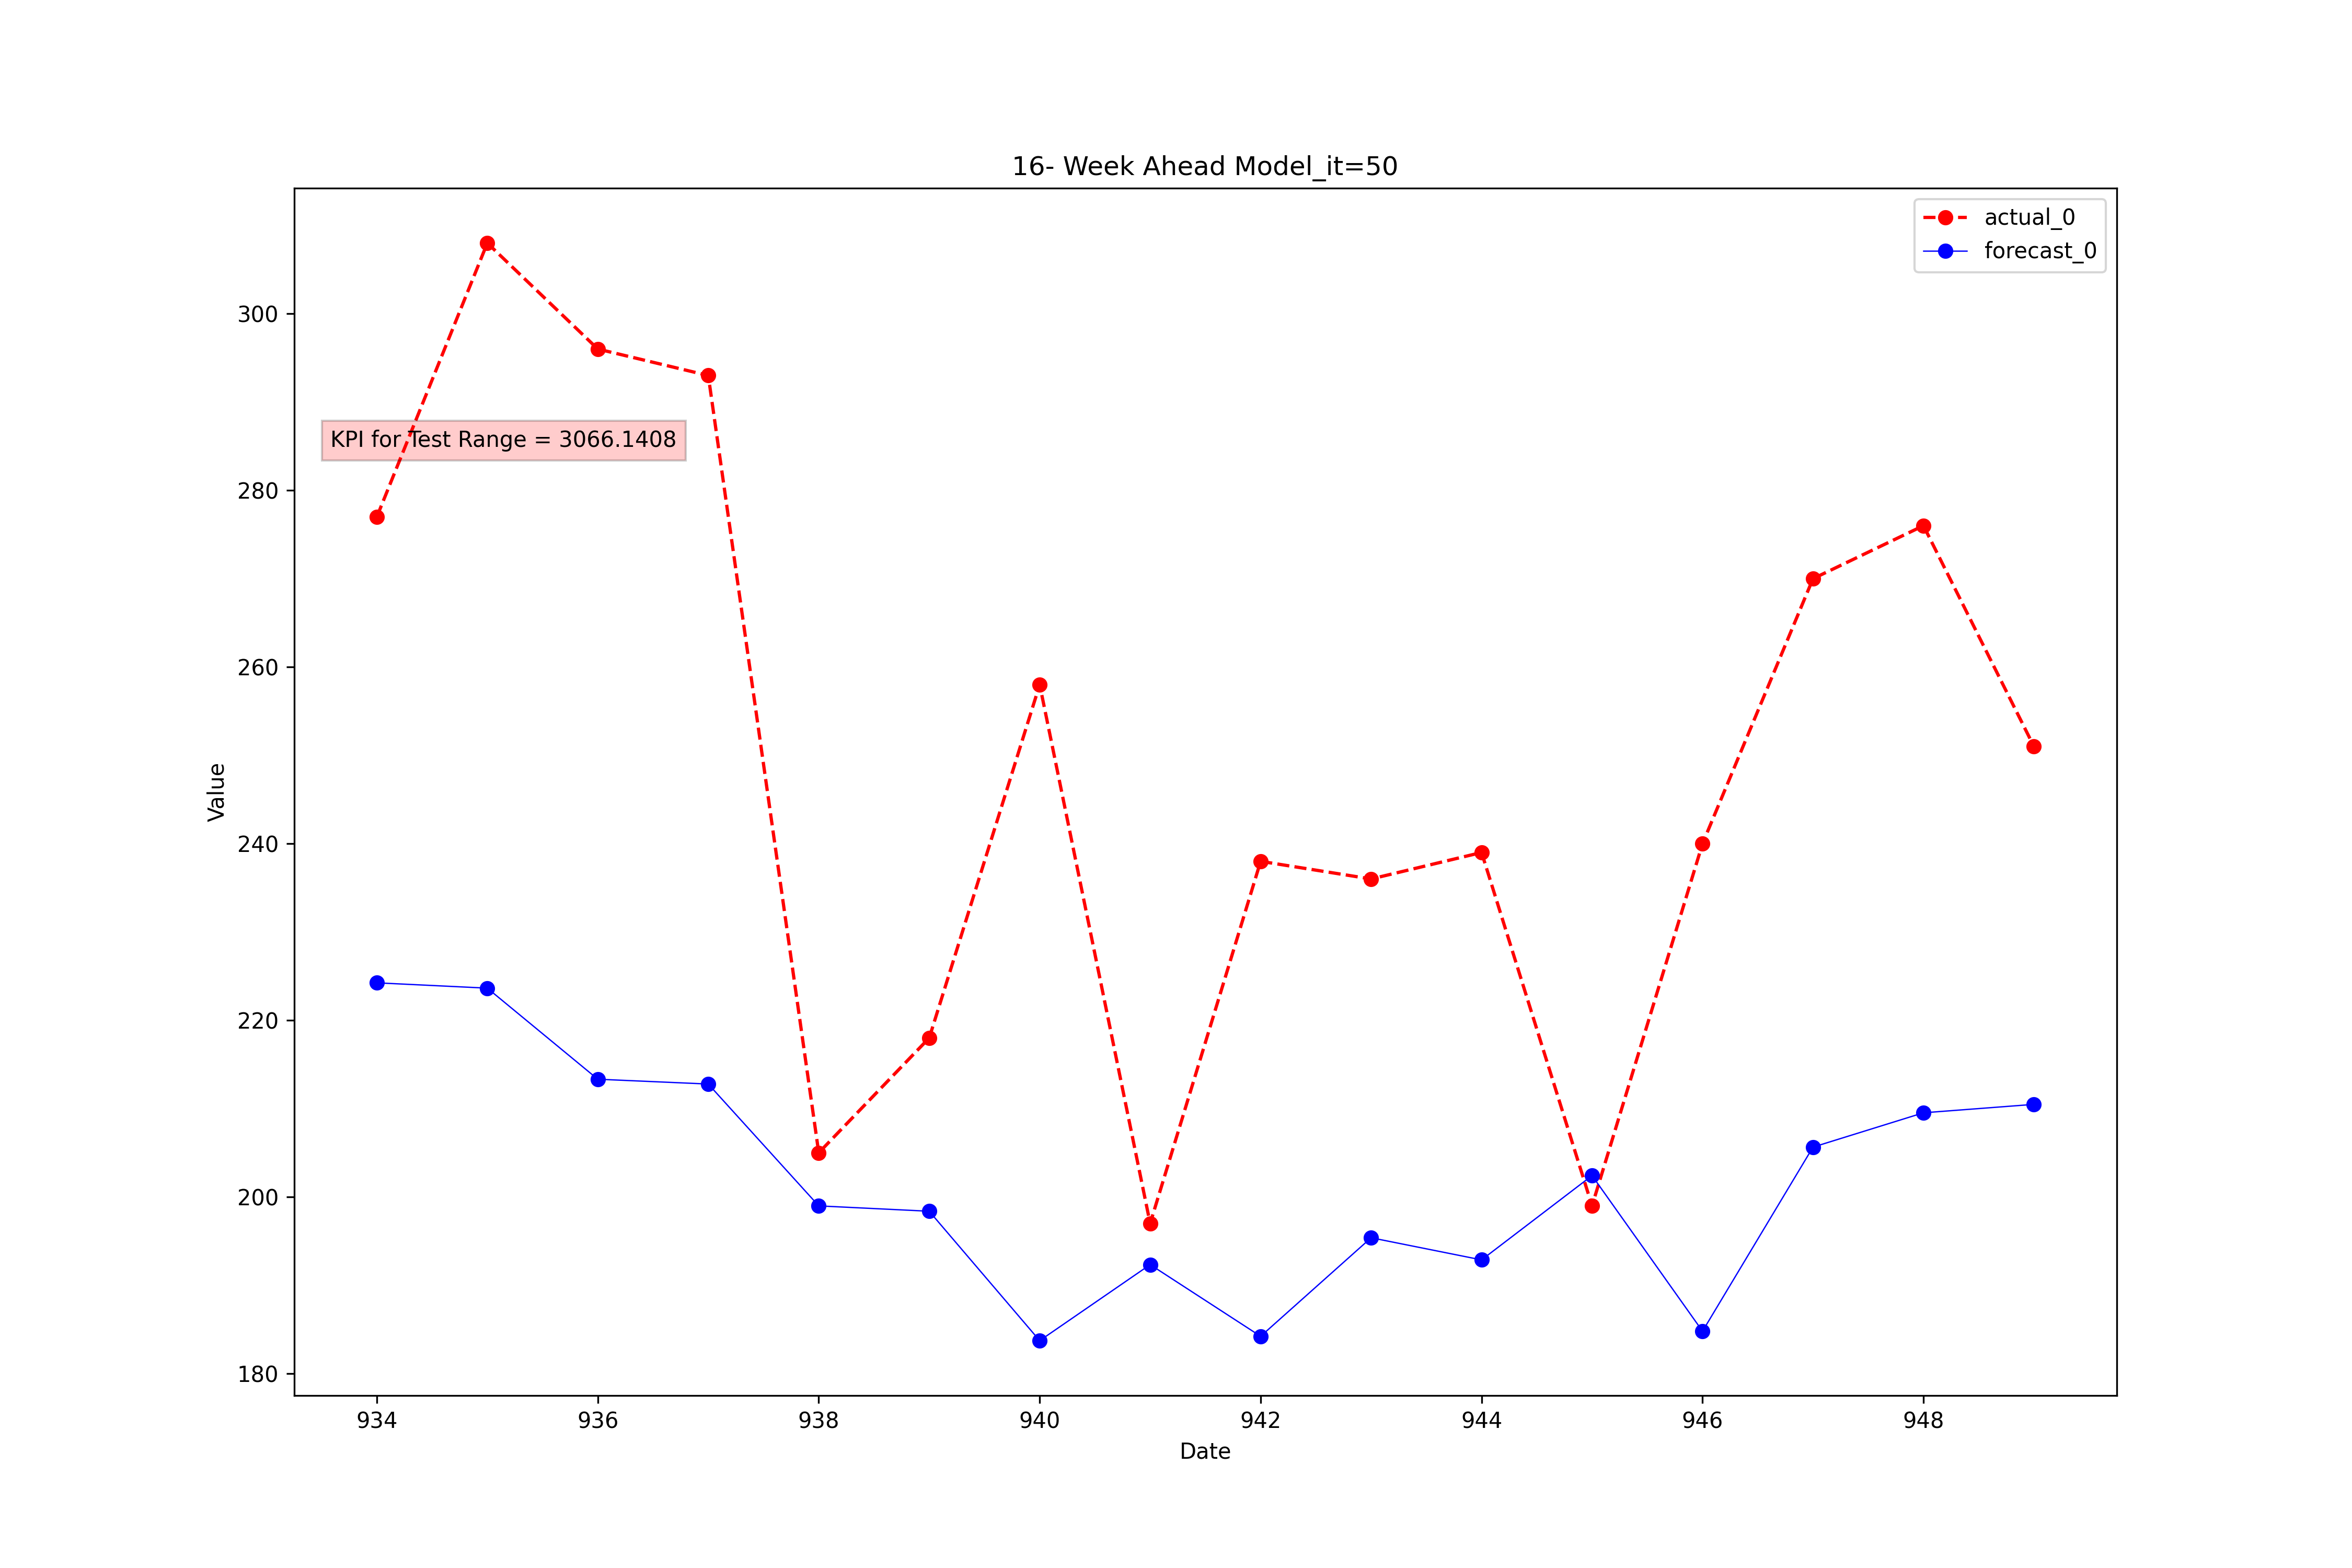 16- Week Ahead Model_it=50
actual_0
forecast_0
KPI for Test Range = 3066.1408
Value
300
280
260
240
220
200
180
934 936 938 940 942 944 946 948
Date